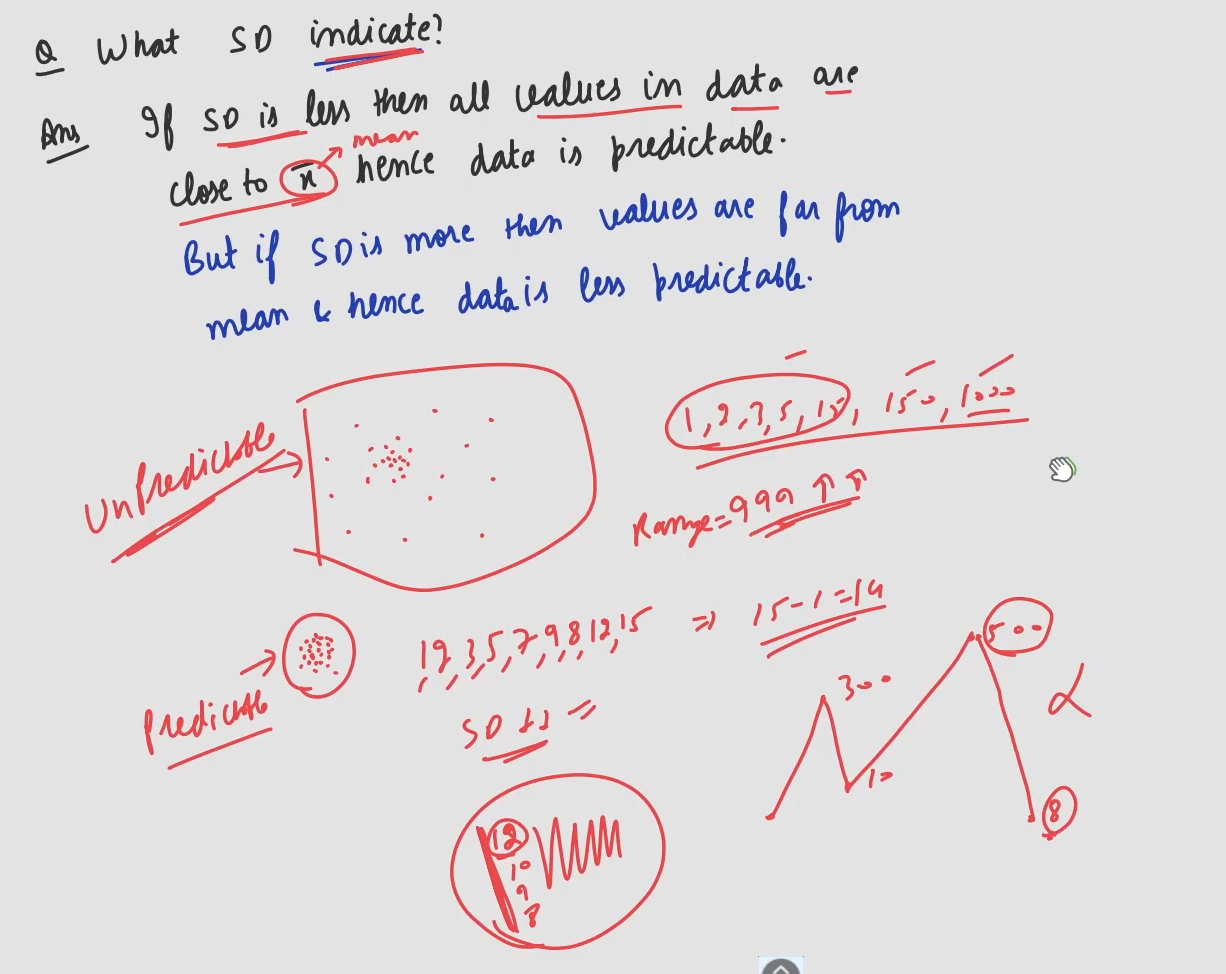 Q What SD indicate?
Ans If SD is less then all values in data are
mean
close to x̄ hence data is predictable.
But if SD is more then values are far from
mean & hence data is less predictable.
UnPredictable
1, 2, 3, 5, 15, 150, 1000
Range = 999 ↑↑
Predictable
1, 2, 3, 5, 7, 9, 8, 12, 15 ⇒ 15-1=14
SD ↓↓ =
300
10
500
8
α
12
10
9
8